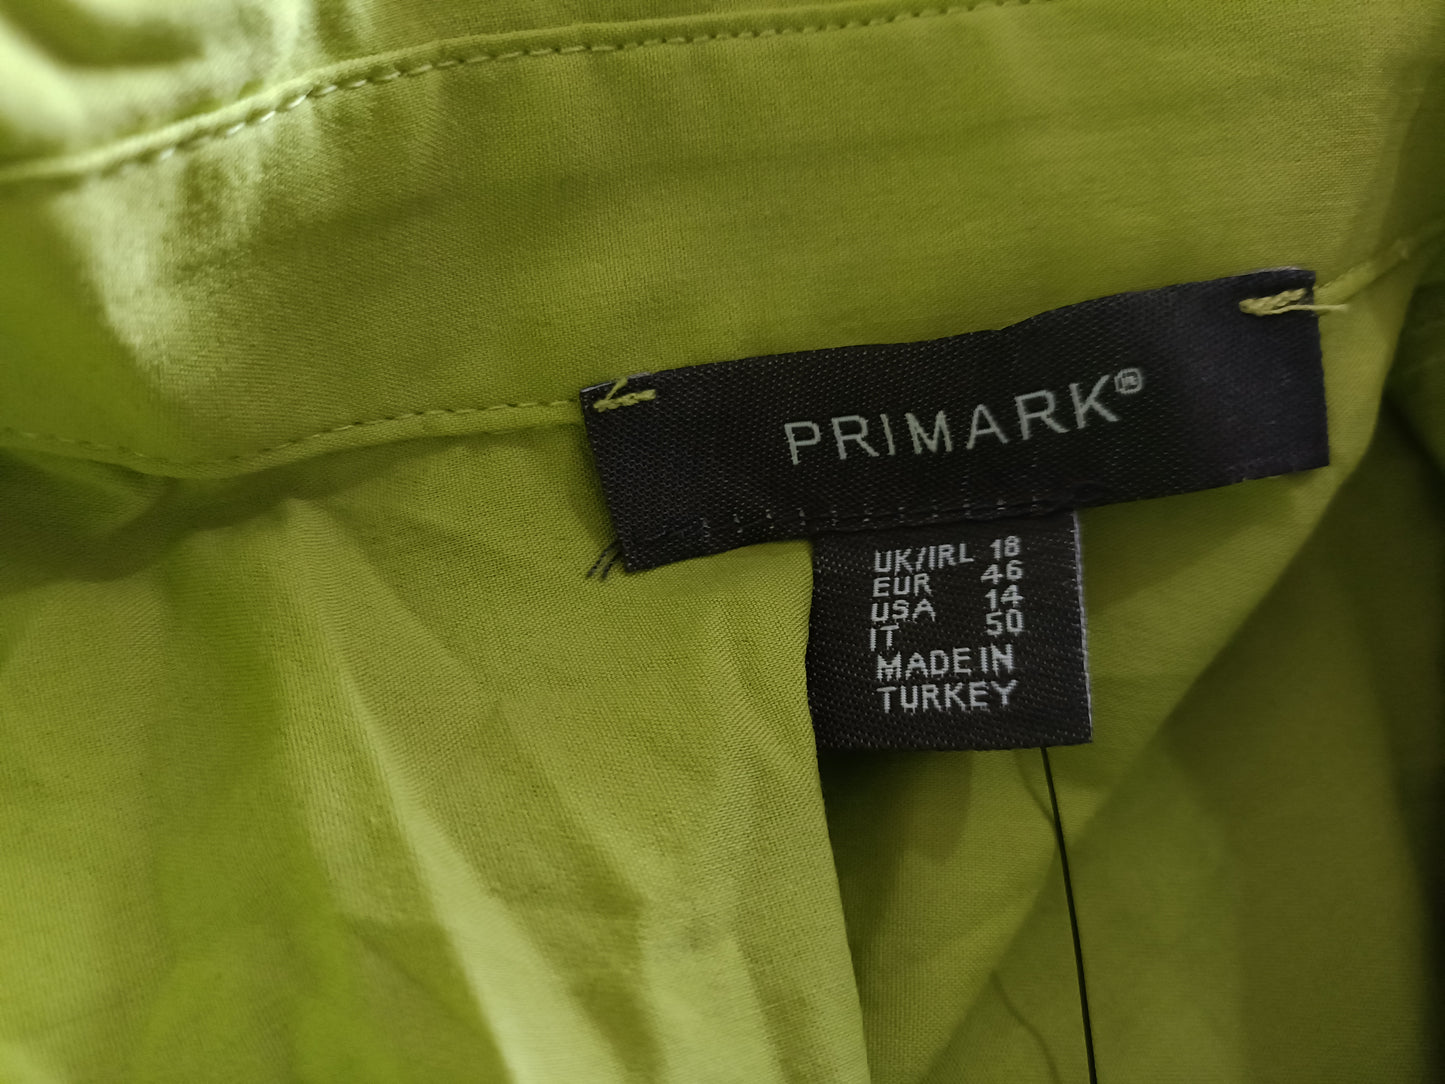 PRIMARK®
UK/IRL 18
EUR 46
USA 14
IT 50
MADE IN
TURKEY